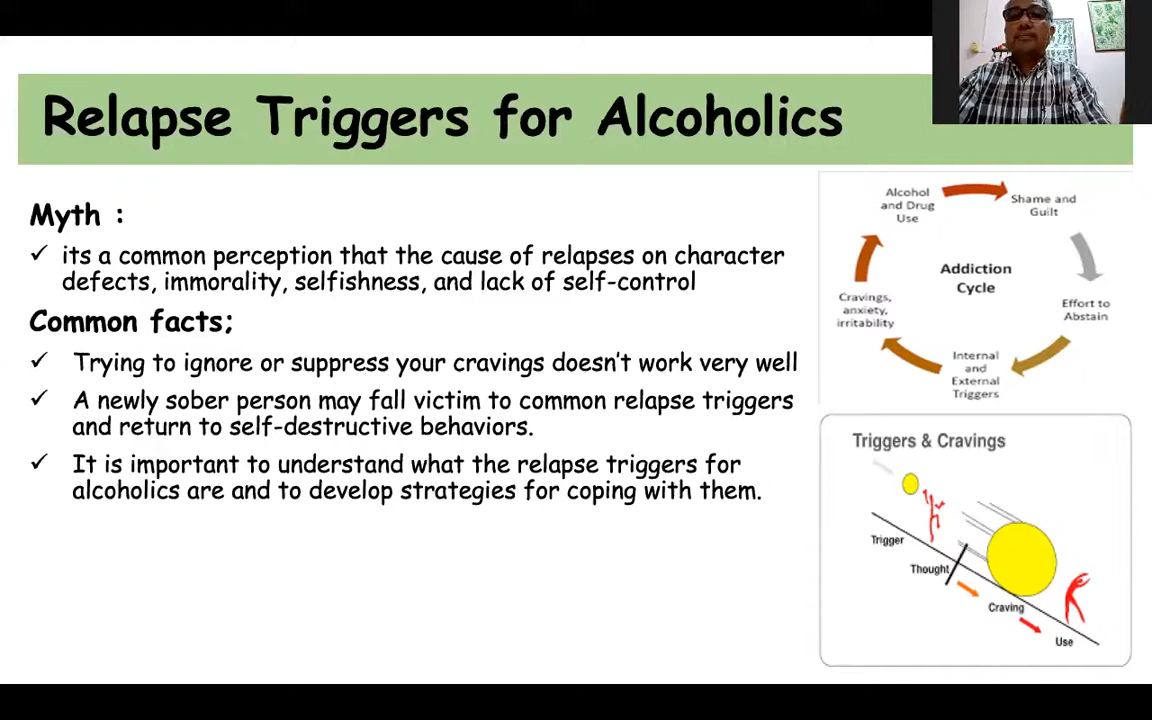 Relapse Triggers for Alcoholics
Myth :
✓ its a common perception that the cause of relapses on character
defects, immorality, selfishness, and lack of self-control
Common facts;
✓ Trying to ignore or suppress your cravings doesn't work very well
✓ A newly sober person may fall victim to common relapse triggers
and return to self-destructive behaviors.
✓ It is important to understand what the relapse triggers for
alcoholics are and to develop strategies for coping with them.
Alcohol
and Drug
Use
Shame and
Guilt
Addiction
Cycle
Effort to
Abstain
Internal
and
External
Triggers
Cravings,
anxiety,
irritability
Triggers & Cravings
Trigger
Thought
Craving
Use